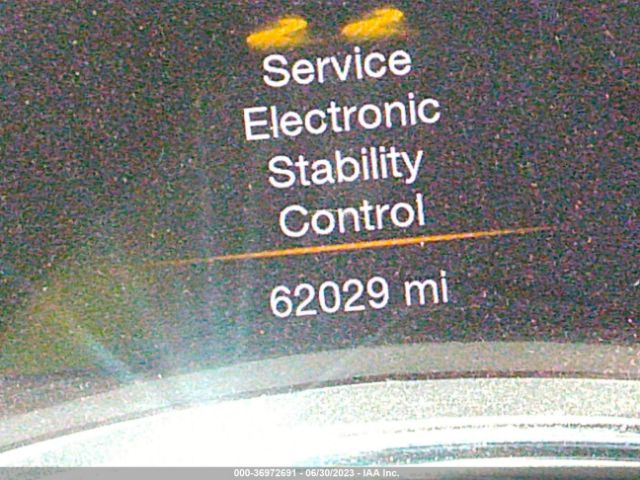 Service
Electronic
Stability
Control
62029 mi
000-36972691 - 06/30/2023 - IAA Inc.